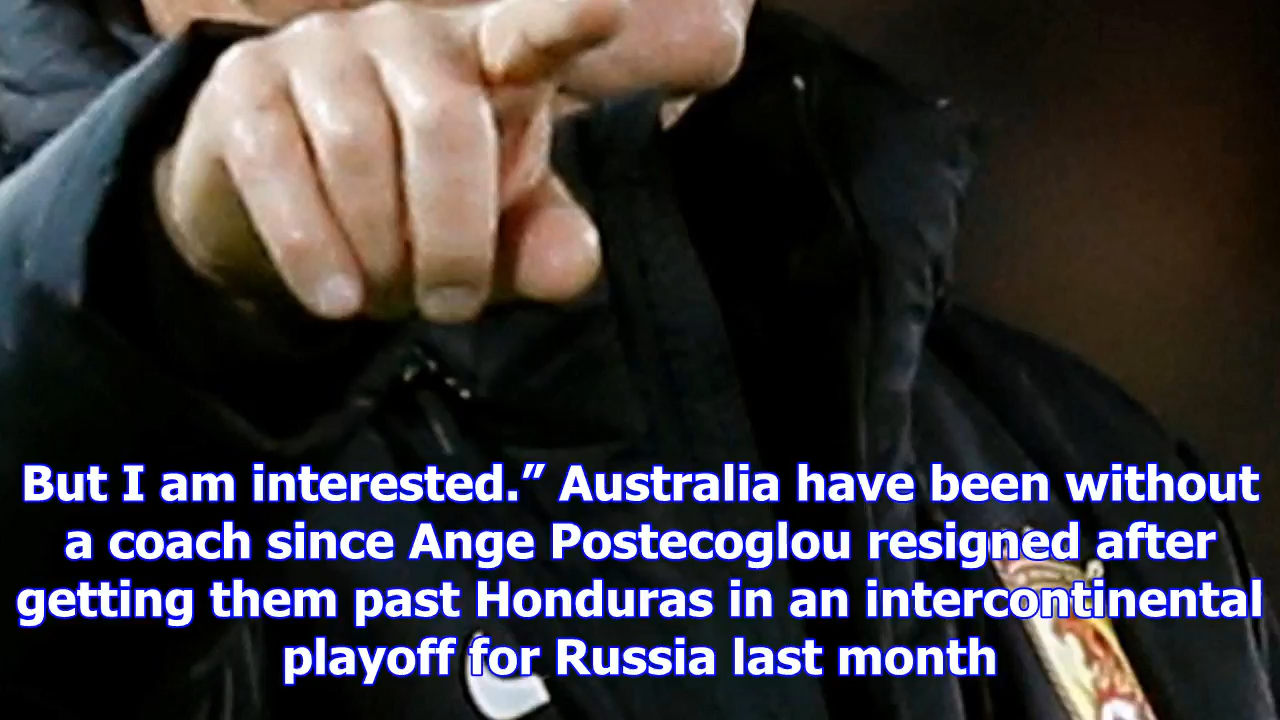 But I am interested.” Australia have been without
a coach since Ange Postecoglou resigned after
getting them past Honduras in an intercontinental
playoff for Russia last month